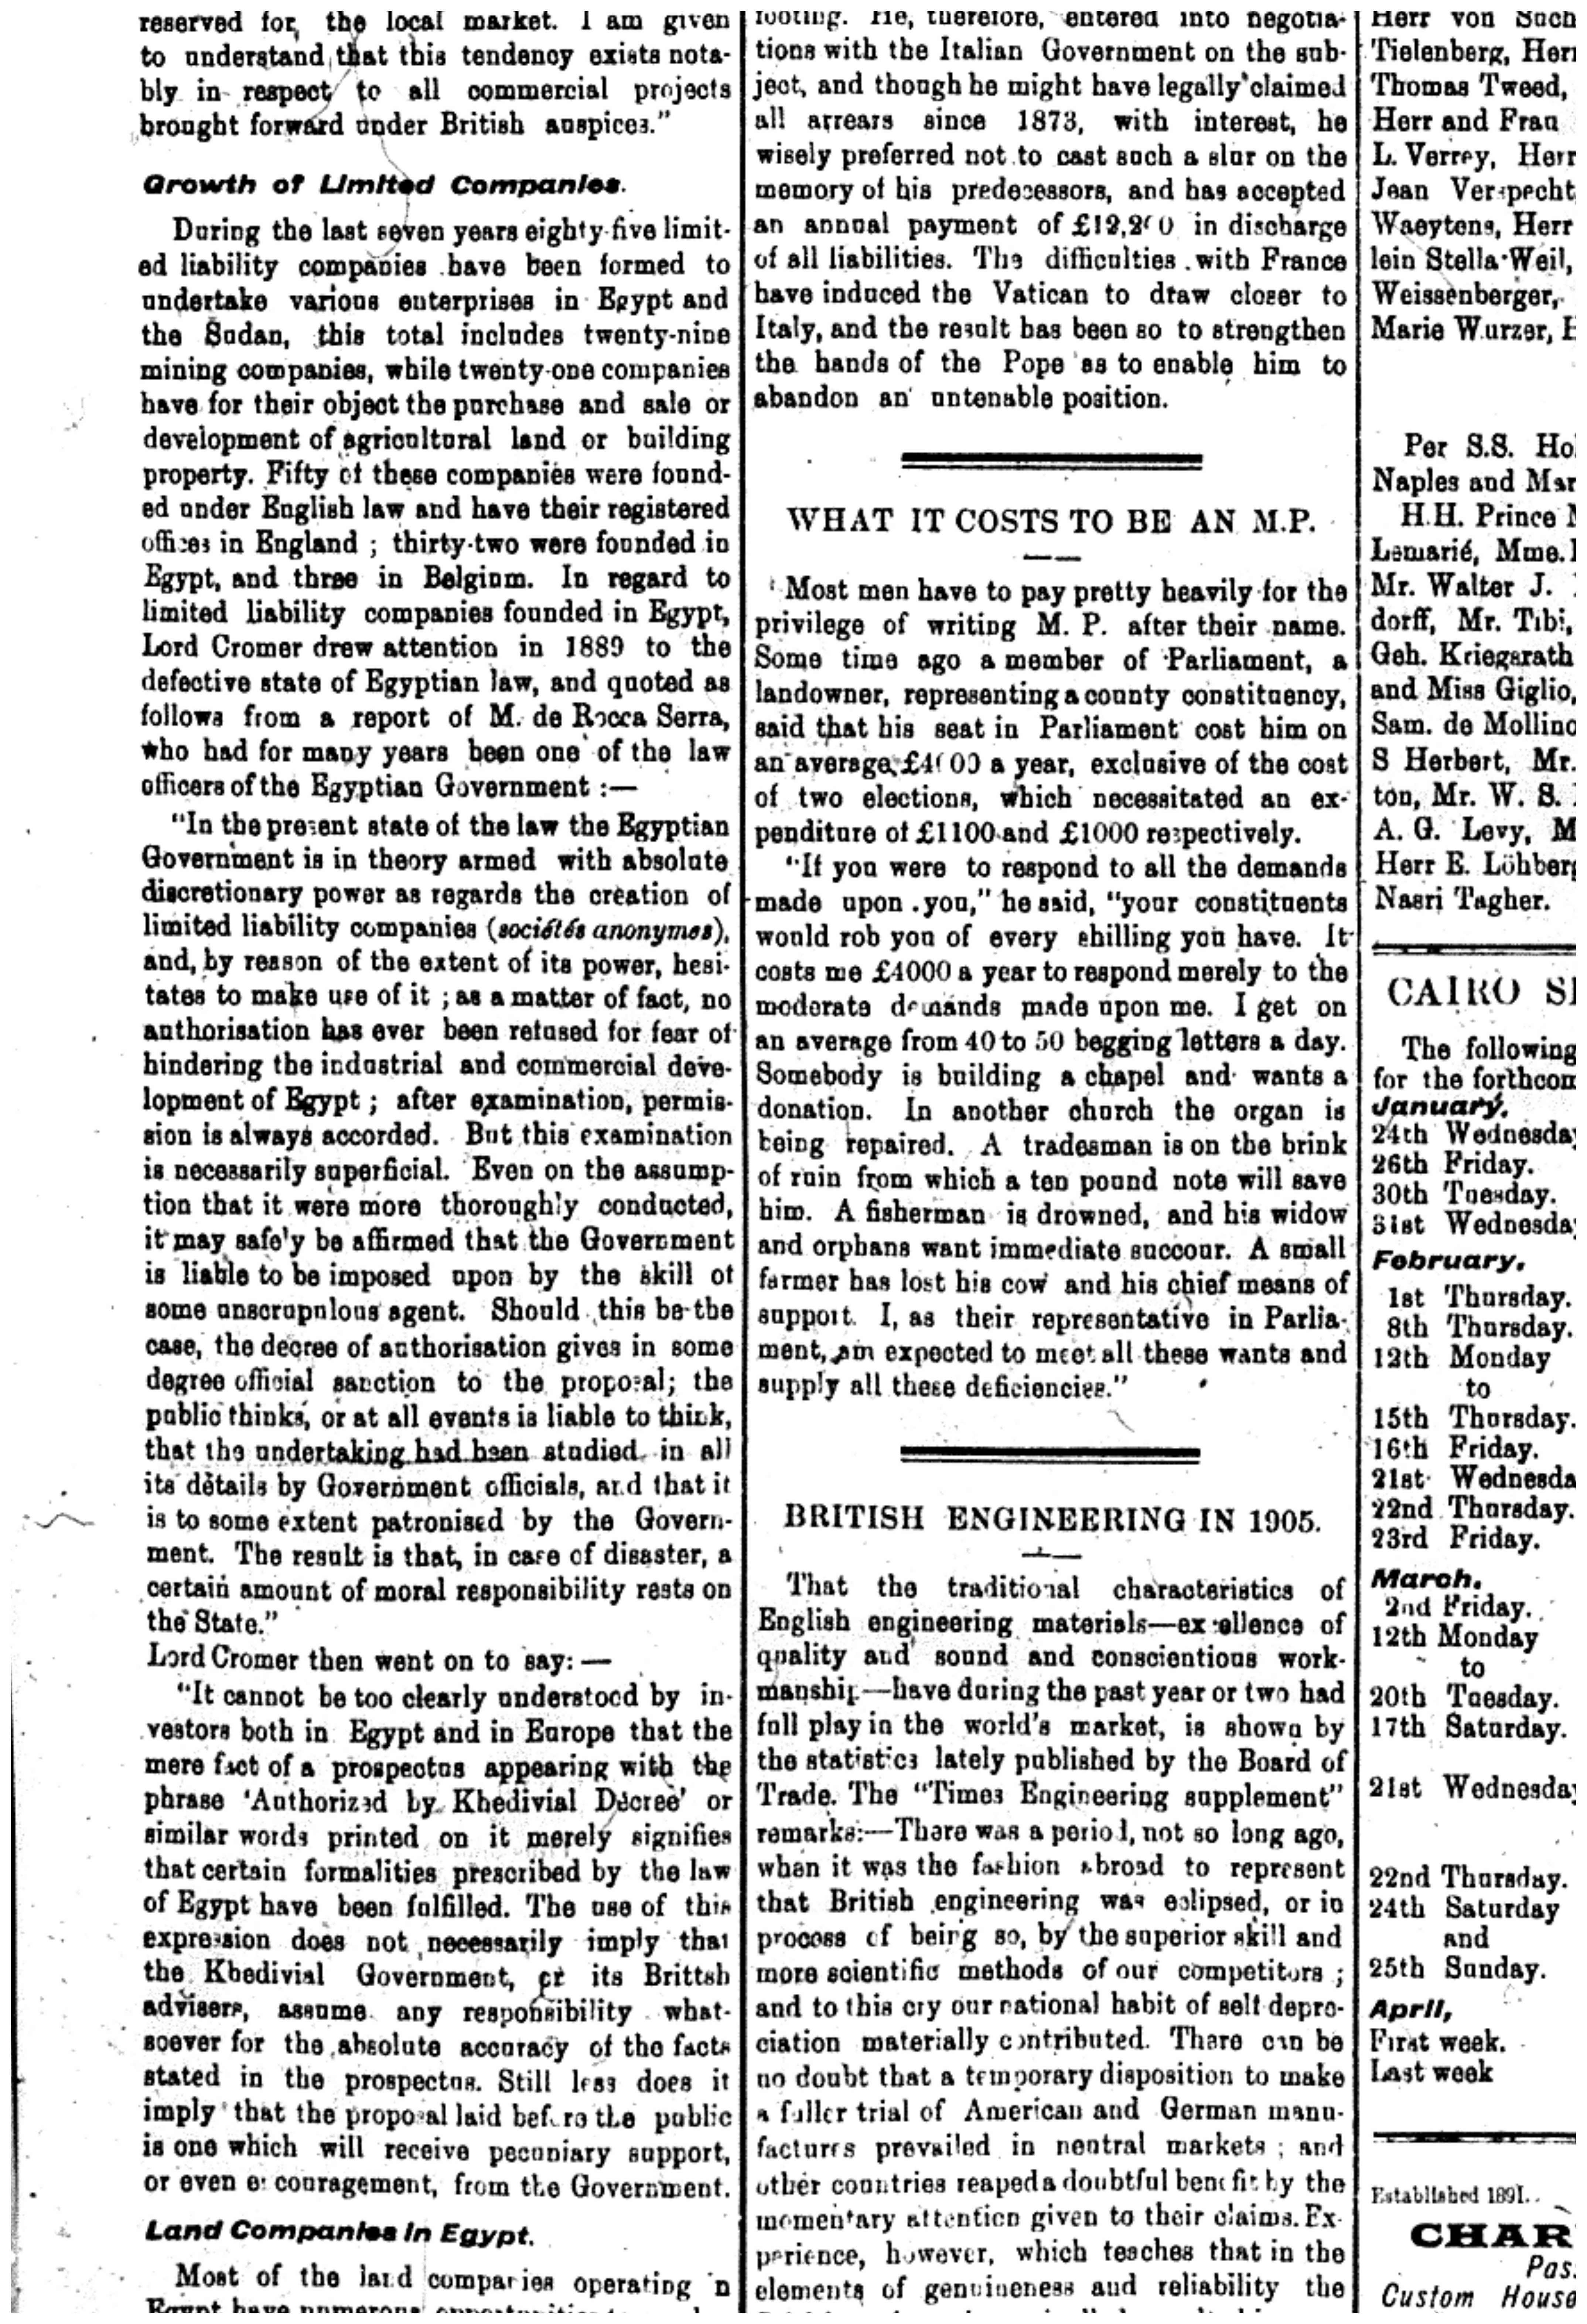 reserved for the local market. I am given
to understand that this tendency exists nota-
bly in respect to all commercial projects
brought forward under British auspices."
Growth of Limited Companies.
During the last seven years eighty-five limit-
ed liability companies have been formed to
undertake various enterprises in Egypt and
the Sudan, this total includes twenty-nine
mining companies, while twenty-one companies
have for their object the purchase and sale or
development of agricultural land or building
property. Fifty of these companies were found-
ed under English law and have their registered
offices in England ; thirty-two were founded in
Egypt, and three in Belgium. In regard to
limited liability companies founded in Egypt,
Lord Cromer drew attention in 1889 to the
defective state of Egyptian law, and quoted as
follows from a report of M. de Rocca Serra,
who had for many years been one of the law
officers of the Egyptian Government :—
"In the present state of the law the Egyptian
Government is in theory armed with absolute
discretionary power as regards the creation of
limited liability companies (sociétés anonymes),
and, by reason of the extent of its power, hesi-
tates to make use of it ; as a matter of fact, no
authorisation has ever been refused for fear of
hindering the industrial and commercial deve-
lopment of Egypt ; after examination, permis-
sion is always accorded. But this examination
is necessarily superficial. Even on the assump-
tion that it were more thoroughly conducted,
it may safely be affirmed that the Government
is liable to be imposed upon by the skill of
some unscrupulous agent. Should this be the
case, the decree of authorisation gives in some
degree official sanction to the proposal; the
public thinks, or at all events is liable to think,
that the undertaking had been studied in all
its details by Government officials, and that it
is to some extent patronised by the Govern-
ment. The result is that, in case of disaster, a
certain amount of moral responsibility rests on
the State."
Lord Cromer then went on to say: —
"It cannot be too clearly understood by in-
vestors both in Egypt and in Europe that the
mere fact of a prospectus appearing with the
phrase 'Authorized by Khedivial Decree' or
similar words printed on it merely signifies
that certain formalities prescribed by the law
of Egypt have been fulfilled. The use of this
expression does not necessarily imply that
the Khedivial Government, or its Brittsh
advisers, assume any responsibility what-
soever for the absolute accuracy of the facts
stated in the prospectus. Still less does it
imply that the proposal laid before the public
is one which will receive pecuniary support,
or even encouragement, from the Government.
Land Companies in Egypt.
Most of the land companies operating in
Egypt have numerous
footing. He, therefore, entered into negotia-
tions with the Italian Government on the sub-
ject, and though he might have legally claimed
all arrears since 1873, with interest, he
wisely preferred not to cast such a slur on the
memory of his predecessors, and has accepted
an annual payment of in discharge
of all liabilities. The difficulties with France
have induced the Vatican to draw closer to
Italy, and the result has been so to strengthen
the hands of the Pope as to enable him to
abandon an untenable position.
WHAT IT COSTS TO BE AN M.P.
Most men have to pay pretty heavily for the
privilege of writing M. P. after their name.
Some time ago a member of Parliament, a
landowner, representing a county constituency,
said that his seat in Parliament cost him on
an average £4000 a year, exclusive of the cost
of two elections, which necessitated an ex-
penditure of £1100 and £1000 respectively.
"If you were to respond to all the demands
made upon you," he said, "your constituents
would rob you of every shilling you have. It
costs me £4000 a year to respond merely to the
moderate demands made upon me. I get on
an average from 40 to 50 begging letters a day.
Somebody is building a chapel and wants a
donation. In another church the organ is
being repaired. A tradesman is on the brink
of ruin from which a ten pound note will save
him. A fisherman is drowned, and his widow
and orphans want immediate succour. A small
farmer has lost his cow and his chief means of
support. I, as their representative in Parlia-
ment, am expected to meet all these wants and
supply all these deficiencies."
BRITISH ENGINEERING IN 1905.
That the traditional characteristics of
English engineering materials—excellence of
quality and sound and conscientious work-
manship—have during the past year or two had
full play in the world's market, is shown by
the statistics lately published by the Board of
Trade. The "Times Engineering supplement"
remarks:—There was a period, not so long ago,
when it was the fashion abroad to represent
that British engineering was eclipsed, or in
process of being so, by the superior skill and
more scientific methods of our competitors ;
and to this cry our national habit of self depre-
ciation materially contributed. There can be
no doubt that a temporary disposition to make
a fuller trial of American and German manu-
factures prevailed in neutral markets ; and
other countries reaped a doubtful benefit by the
momentary attention given to their claims. Ex-
perience, however, which teaches that in the
elements of genuineness and reliability the
Herr von Such
Tielenberg, Herr
Thomas Tweed,
Herr and Frau
L. Verrey, Herr
Jean Verspecht
Waeytens, Herr
lein Stella Weil,
Weissenberger,
Marie Wurzer, H
Per S.S. Ho
Naples and Mar
H.H. Prince
Lemarié, Mme.
Mr. Walter J.
dorff, Mr. Tibi,
Geh. Kriegsrath
and Miss Giglio,
Sam. de Mollino
S Herbert, Mr.
ton, Mr. W. S.
A. G. Levy, M
Herr E. Löhberg
Nasri Tagher.
CAIRO S
The following
for the forthcom
January.
24th Wednesday
26th Friday.
30th Tuesday.
31st Wednesday
February.
1st Thursday.
8th Thursday.
12th Monday
to
15th Thursday.
16th Friday.
21st Wednesda
22nd Thursday.
23rd Friday.
March.
2nd Friday.
12th Monday
to
20th Tuesday.
17th Saturday.
21st Wednesday
22nd Thursday.
24th Saturday
and
25th Sunday.
April,
First week.
Last week
Established 1891.
CHAR
Pas
Custom House